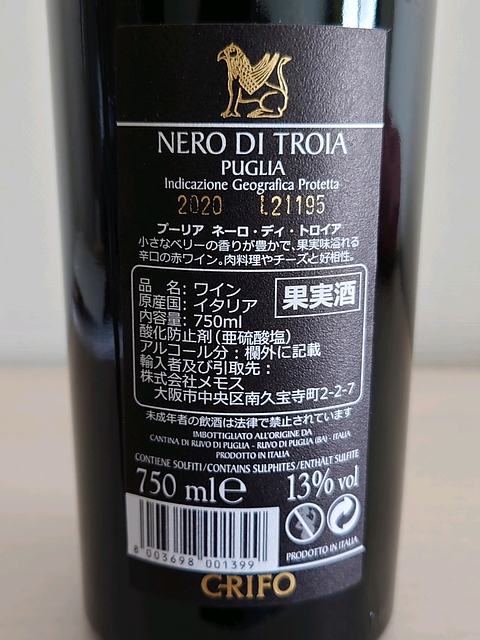 NERO DI TROIA
PUGLIA
Indicazione Geografica Protetta
2020 L21195
プーリア ネーロ・ディ・トロイア
小さなベリーの香りが豊かで、果実味溢れる
辛口の赤ワイン。肉料理やチーズと好相性。
品 名: ワイン
果実酒
原産国: イタリア
内容量: 750ml
酸化防止剤(亜硫酸塩)
アルコール分:欄外に記載
輸入者及び引取先:
株式会社メモス
大阪市中央区南久宝寺町2-2-7
未成年者の飲酒は法律で禁止されています
IMBOTTIGLIATO ALL'ORIGINE DA
CANTINA DI RUVO DI PUGLIA - RUVO DI PUGLIA (BA) - ITALIA
PRODOTTO IN ITALIA
CONTIENE SOLFITI/CONTAINS SULPHITES/ENTHÄLT SULFITE
750 ml e 13% vol
8 003698 001399
PRODOTTO IN ITALIA
GRIFO